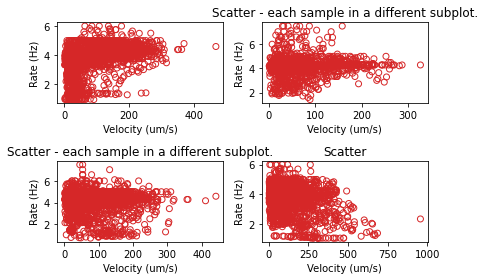 Scatter - each sample in a different subplot.
6
4
2
Rate (Hz)
0
200
400
Velocity (um/s)
6
4
2
Rate (Hz)
0
100
200
300
Velocity (um/s)
Scatter - each sample in a different subplot.
Scatter
6
4
2
Rate (Hz)
0
100
200
300
400
Velocity (um/s)
6
4
2
Rate (Hz)
0
250
500
750
1000
Velocity (um/s)